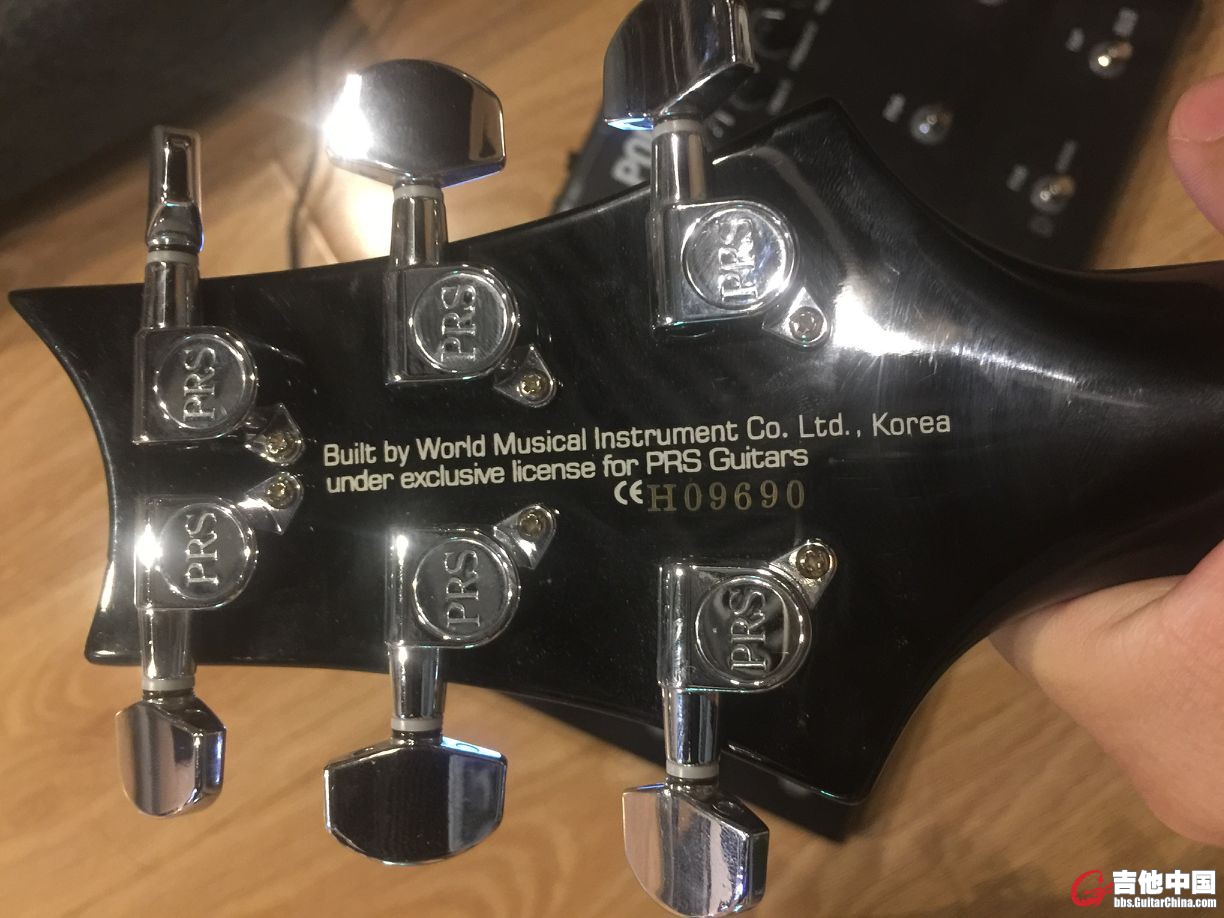 PO
PRS
PRS
PRS
Built by World Musical Instrument Co. Ltd., Korea
under exclusive license for PRS Guitars
CE H09690
PRS
PRS
PRS
吉他中国
bbs.GuitarChina.com